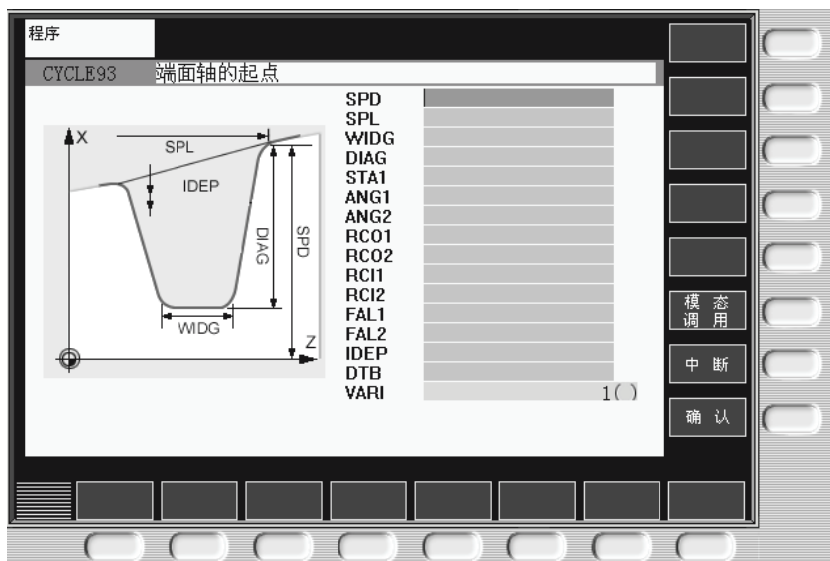 程序
CYCLE93 端面轴的起点
SPD
SPL
WIDG
DIAG
STA1
ANG1
ANG2
RCO1
RCO2
RCI1
RCI2
FAL1
FAL2
IDEP
DTB
VARI 1( )
X
SPL
IDEP
DIAG
SPD
WIDG
Z
模态
调用
中断
确认